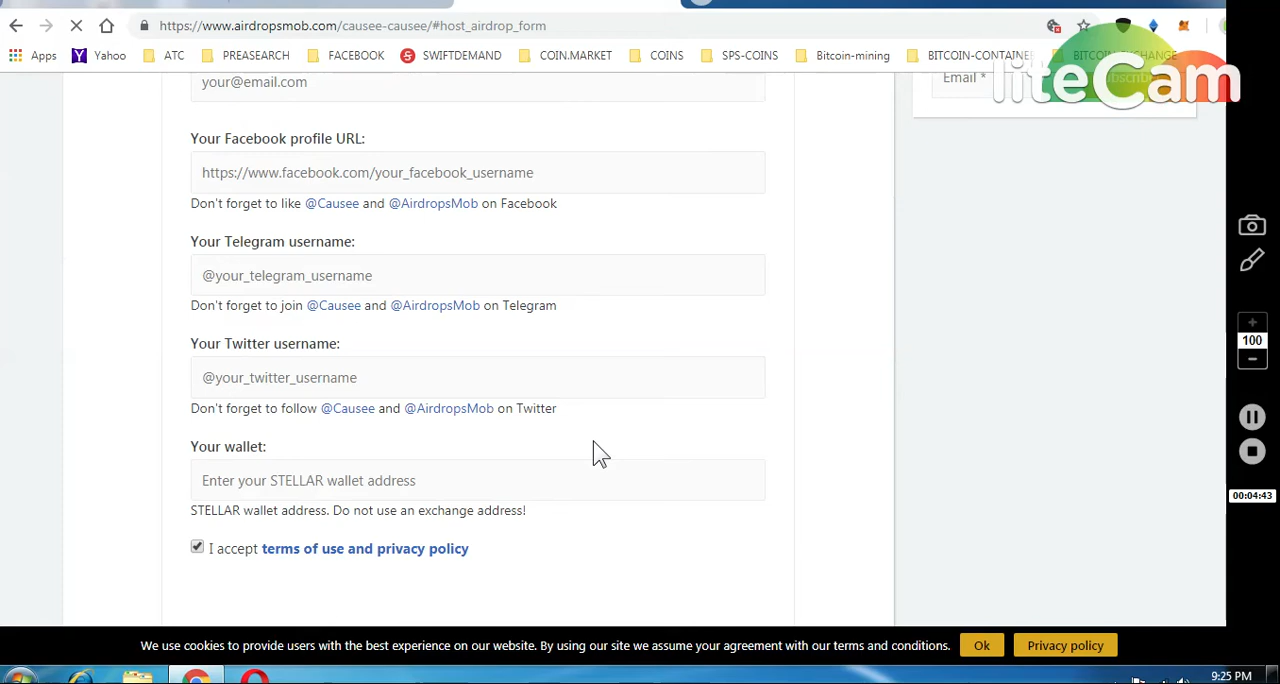 https://www.airdropsmob.com/causee-causee/#host_airdrop_form
Apps Yahoo ATC PREASEARCH FACEBOOK SWIFTDEMAND COIN.MARKET COINS SPS-COINS Bitcoin-mining BITCOIN-CONTAINE BITCOIN-EXCHANGE
liteCam
your@email.com
Email *
Your Facebook profile URL:
https://www.facebook.com/your_facebook_username
Don't forget to like @Causee and @AirdropsMob on Facebook
Your Telegram username:
@your_telegram_username
Don't forget to join @Causee and @AirdropsMob on Telegram
Your Twitter username:
@your_twitter_username
Don't forget to follow @Causee and @AirdropsMob on Twitter
Your wallet:
Enter your STELLAR wallet address
STELLAR wallet address. Do not use an exchange address!
I accept terms of use and privacy policy
100
00:04:43
We use cookies to provide users with the best experience on our website. By using our site we assume your agreement with our terms and conditions. Ok Privacy policy
9:25 PM